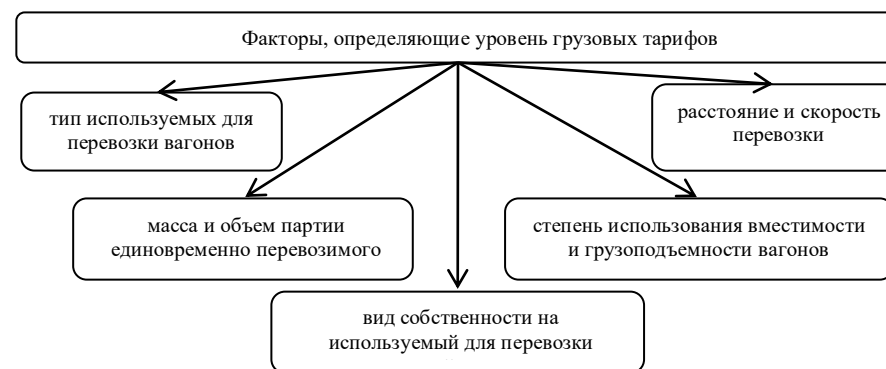 Факторы, определяющие уровень грузовых тарифов
тип используемых для
перевозки вагонов
расстояние и скорость
перевозки
масса и объем партии
единовременно перевозимого
степень использования вместимости
и грузоподъемности вагонов
вид собственности на
используемый для перевозки